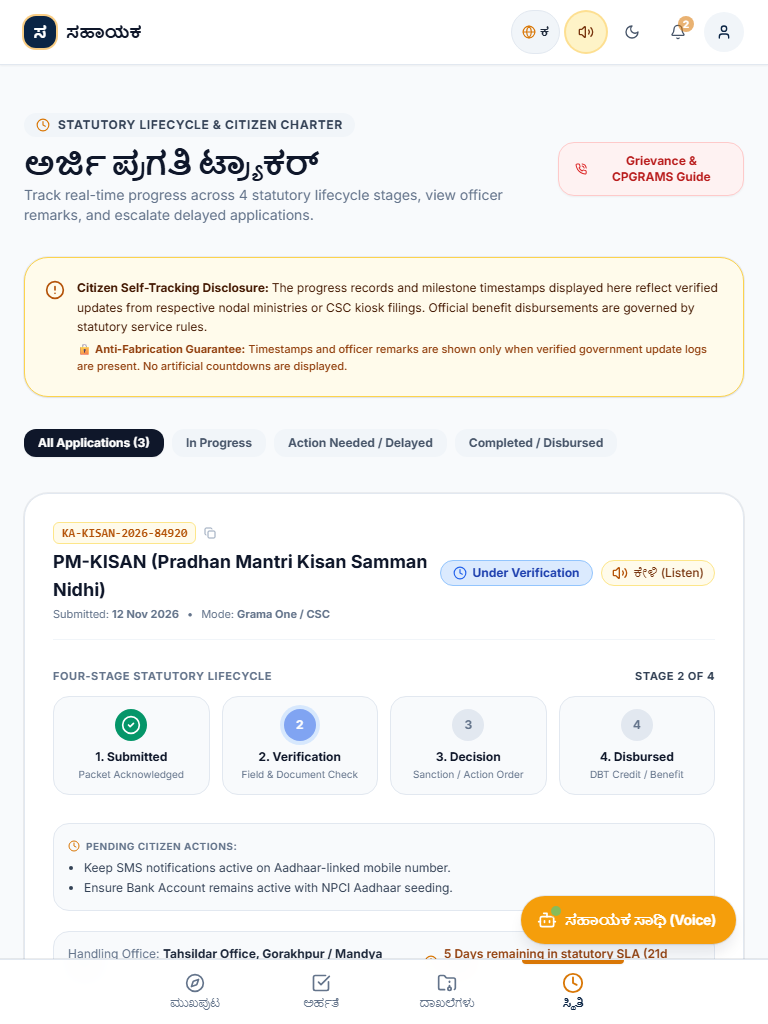 ಸ ಸಹಾಯಕ
ಕ
2
STATUTORY LIFECYCLE & CITIZEN CHARTER
ಅರ್ಜಿ ಪ್ರಗತಿ ಟ್ರ್ಯಾಕರ್
Track real-time progress across 4 statutory lifecycle stages, view officer
remarks, and escalate delayed applications.
Grievance &
CPGRAMS Guide
Citizen Self-Tracking Disclosure: The progress records and milestone timestamps displayed here reflect verified
updates from respective nodal ministries or CSC kiosk filings. Official benefit disbursements are governed by
statutory service rules.
Anti-Fabrication Guarantee: Timestamps and officer remarks are shown only when verified government update logs
are present. No artificial countdowns are displayed.
All Applications (3) In Progress Action Needed / Delayed Completed / Disbursed
KA-KISAN-2026-84920
PM-KISAN (Pradhan Mantri Kisan Samman
Nidhi)
Under Verification
ಕೇಳಿ (Listen)
Submitted: 12 Nov 2026 • Mode: Grama One / CSC
FOUR-STAGE STATUTORY LIFECYCLE STAGE 2 OF 4
1. Submitted
Packet Acknowledged
2
2. Verification
Field & Document Check
3
3. Decision
Sanction / Action Order
4
4. Disbursed
DBT Credit / Benefit
PENDING CITIZEN ACTIONS:
• Keep SMS notifications active on Aadhaar-linked mobile number.
• Ensure Bank Account remains active with NPCI Aadhaar seeding.
ಸಹಾಯಕ ಸಾಥಿ (Voice)
Handling Office: Tahsildar Office, Gorakhpur / Mandya
5 Days remaining in statutory SLA (21d
ಮುಖಪುಟ
ಅರ್ಹತೆ
ದಾಖಲೆಗಳು
ಸ್ಥಿತಿ